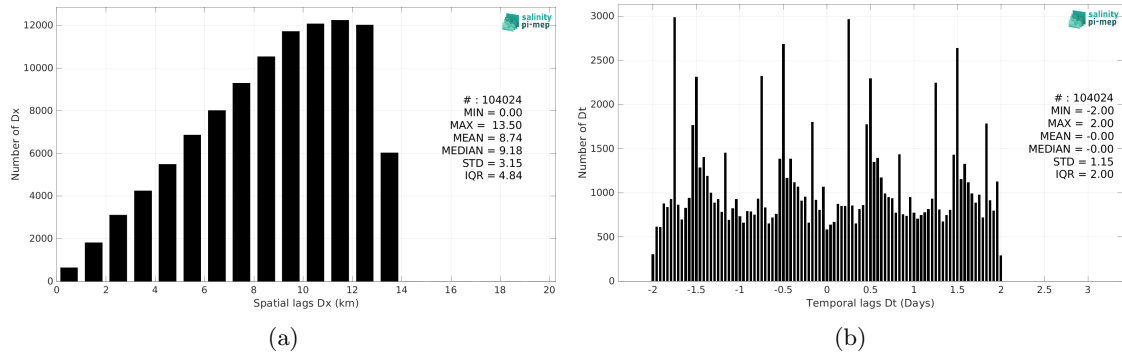 12000
10000
8000
6000
4000
2000
0
Number of Dx
0 2 4 6 8 10 12 14 16 18 20
Spatial lags Dx (km)
salinity
pi-mep
# : 104024
MIN = 0.00
MAX = 13.50
MEAN = 8.74
MEDIAN = 9.18
STD = 3.15
IQR = 4.84
(a)
3000
2500
2000
1500
1000
500
0
Number of Dt
-2 -1.5 -1 -0.5 0 0.5 1 1.5 2 2.5 3
Temporal lags Dt (Days)
salinity
pi-mep
# : 104024
MIN = -2.00
MAX = 2.00
MEAN = -0.00
MEDIAN = -0.00
STD = 1.15
IQR = 2.00
(b)